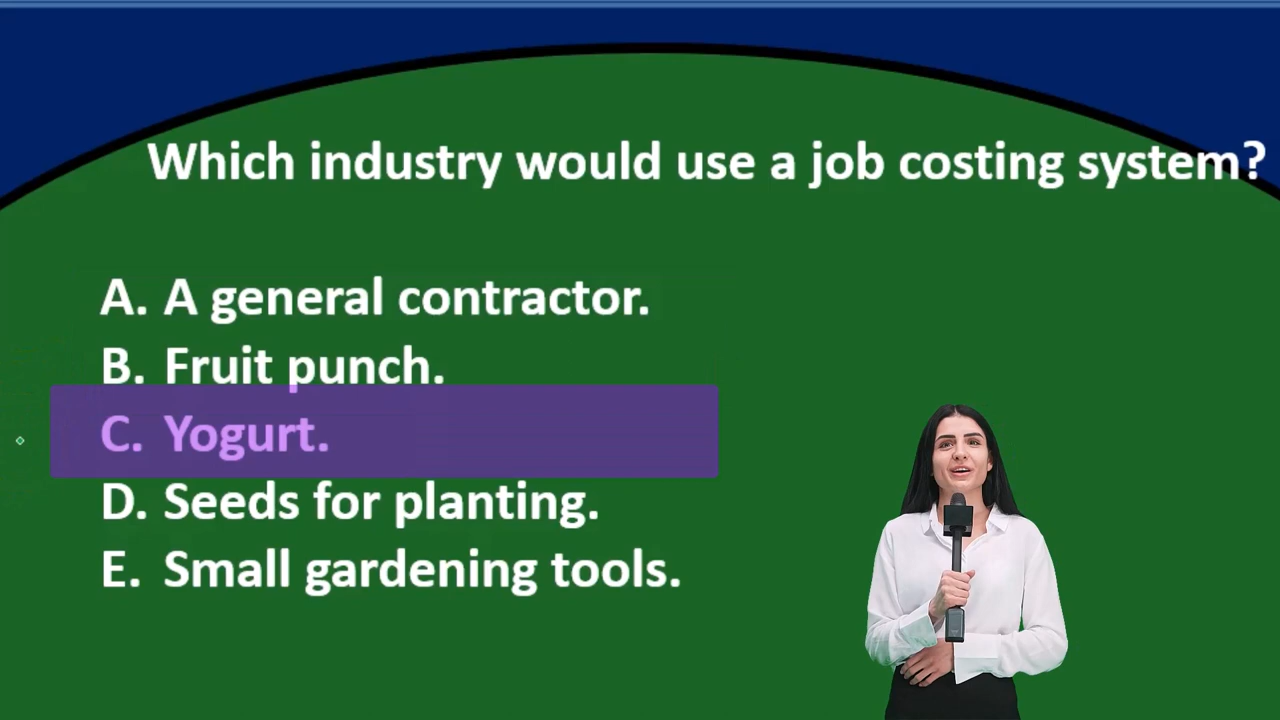 Which industry would use a job costing system?
A. A general contractor.
B. Fruit punch.
C. Yogurt.
D. Seeds for planting.
E. Small gardening tools.